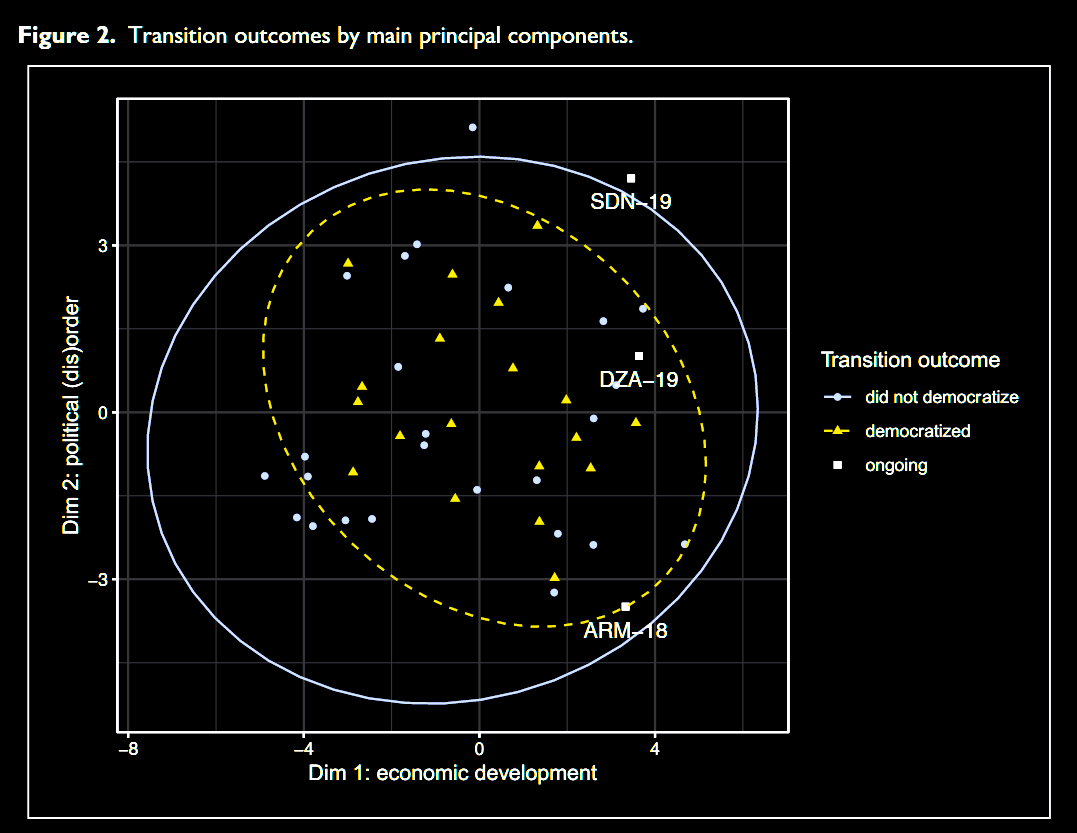 Figure 2. Transition outcomes by main principal components.
SDN–19
3
DZA–19
0
–3
ARM–18
–8
–4
0
4
Dim 1: economic development
Dim 2: political (dis)order
Transition outcome
did not democratize
democratized
ongoing